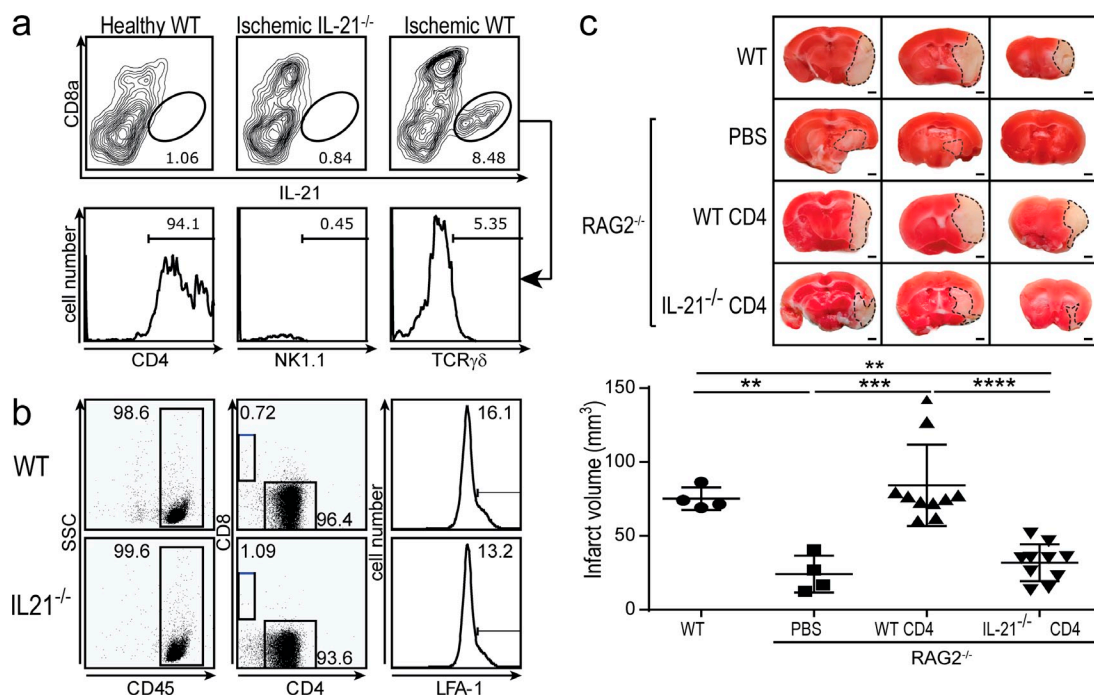 a
Healthy WT Ischemic IL-21-/- Ischemic WT
CD8a
1.06 0.84 8.48
IL-21
cell number
94.1 0.45 5.35
CD4 NK1.1 TCRγδ
b
WT
IL21-/-
SSC
98.6
99.6
CD45
CD8
0.72
96.4
1.09
93.6
CD4
cell number
16.1
13.2
LFA-1
c
WT
PBS
WT CD4
IL-21-/- CD4
RAG2-/-
**
** *** ****
Infarct volume (mm3)
150
100
50
0
WT PBS WT CD4 IL-21-/- CD4
RAG2-/-